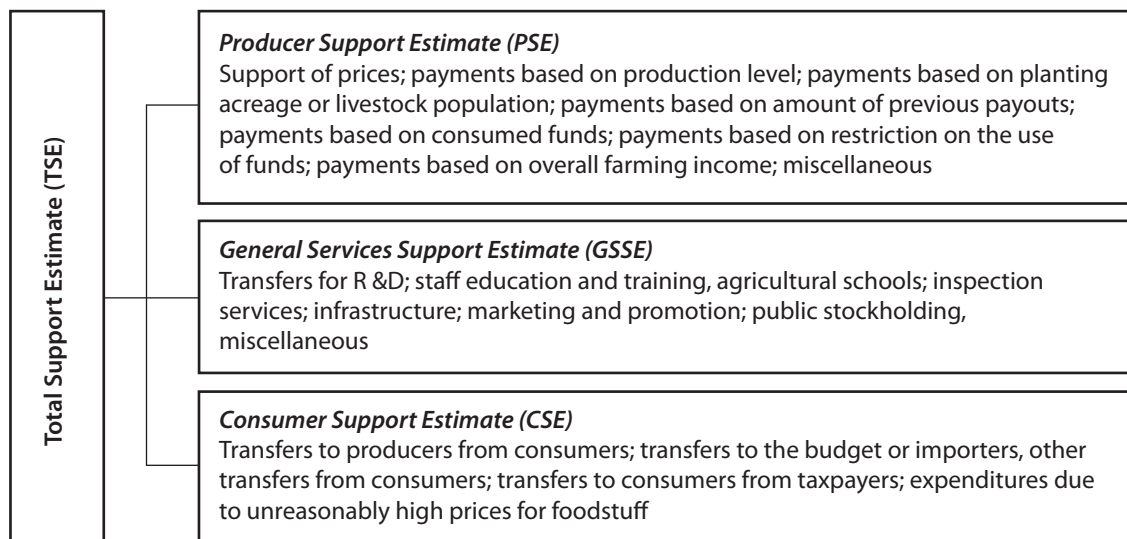 Total Support Estimate (TSE)
Producer Support Estimate (PSE)
Support of prices; payments based on production level; payments based on planting
acreage or livestock population; payments based on amount of previous payouts;
payments based on consumed funds; payments based on restriction on the use
of funds; payments based on overall farming income; miscellaneous
General Services Support Estimate (GSSE)
Transfers for R &D; staff education and training, agricultural schools; inspection
services; infrastructure; marketing and promotion; public stockholding,
miscellaneous
Consumer Support Estimate (CSE)
Transfers to producers from consumers; transfers to the budget or importers, other
transfers from consumers; transfers to consumers from taxpayers; expenditures due
to unreasonably high prices for foodstuff